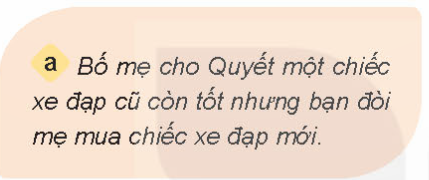 a Bố mẹ cho Quyết một chiếc
xe đạp cũ còn tốt nhưng bạn đòi
mẹ mua chiếc xe đạp mới.